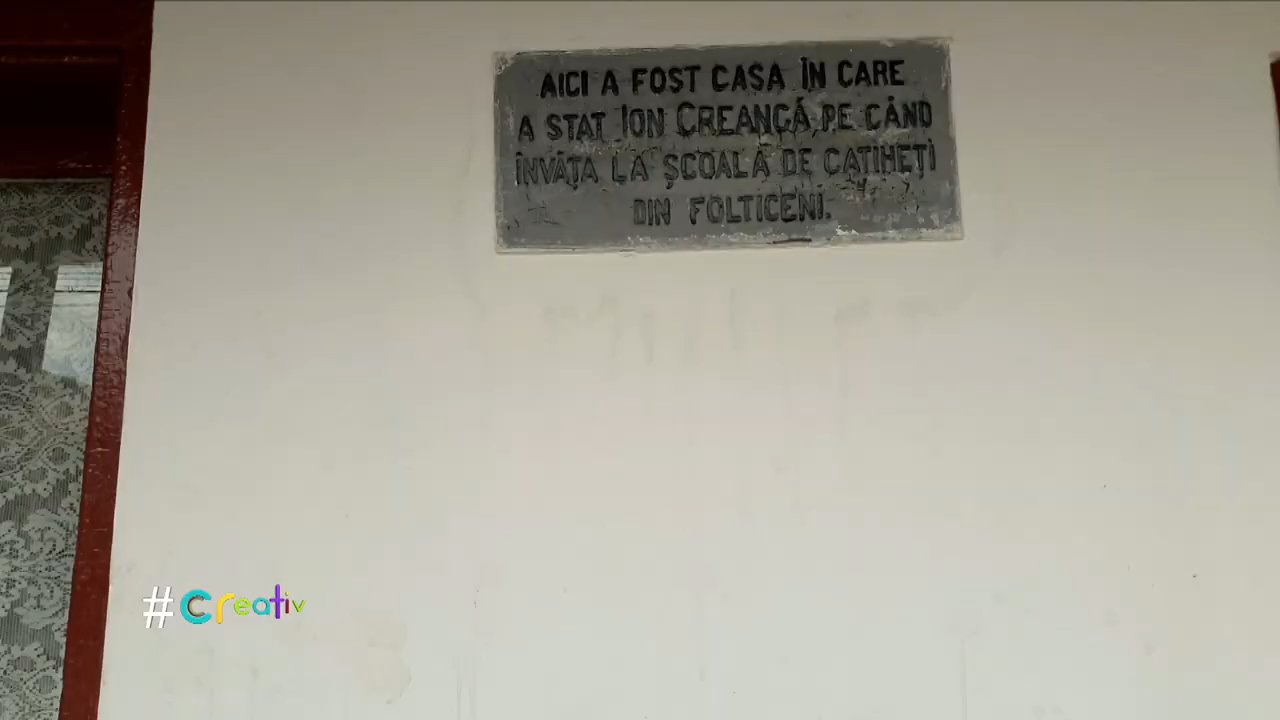 AICI A FOST CASA ÎN CARE
A STAT ION CREANGĂ, PE CÂND
ÎNVĂȚA LA ȘCOALA DE CATIHEȚI
DIN FOLTICENI.
#Creativ